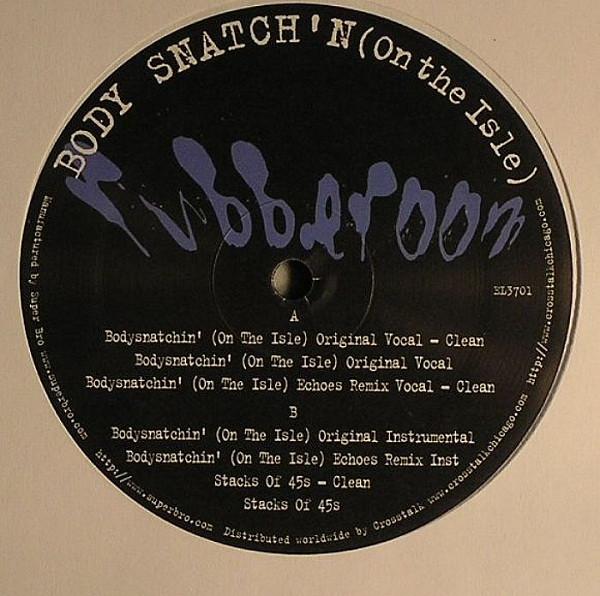 BODY SNATCH'N (On the Isle)
rubberoom
EL3701
A
Bodysnatchin' (On The Isle) Original Vocal - Clean
Bodysnatchin' (On The Isle) Original Vocal
Bodysnatchin' (On The Isle) Echoes Remix Vocal - Clean
B
Bodysnatchin' (On The Isle) Original Instrumental
Bodysnatchin' (On The Isle) Echoes Remix Inst
Stacks Of 45s - Clean
Stacks Of 45s
Manufactured by Super Bro www.superbro.com
http://www.superbro.com Distributed worldwide by Crosstalk www.crosstalkchicago.com
http://www.crosstalkchicago.com